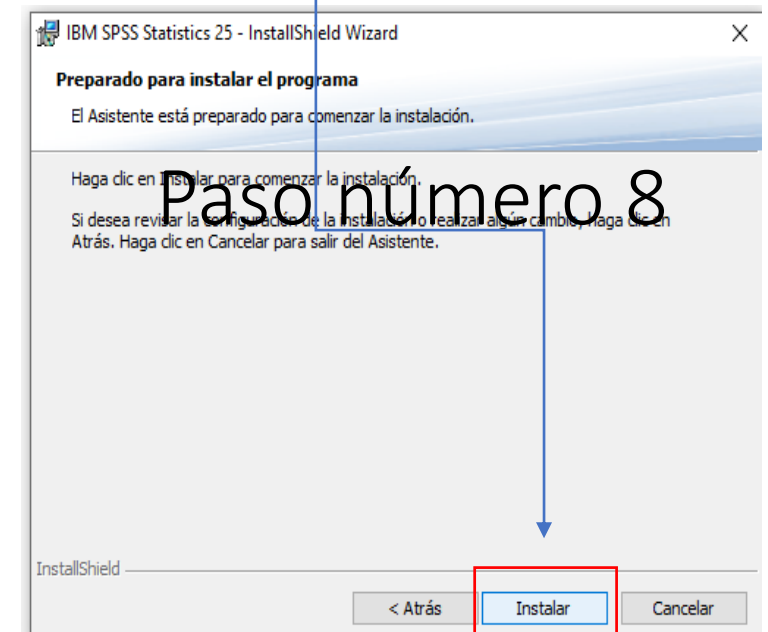 IBM SPSS Statistics 25 - InstallShield Wizard
Preparado para instalar el programa
El Asistente está preparado para comenzar la instalación.
Haga clic en Instalar para comenzar la instalación.
Paso número 8
Si desea revisar la configuración de la instalación o realizar algún cambio, haga clic en
Atrás. Haga clic en Cancelar para salir del Asistente.
InstallShield
< Atrás
Instalar
Cancelar